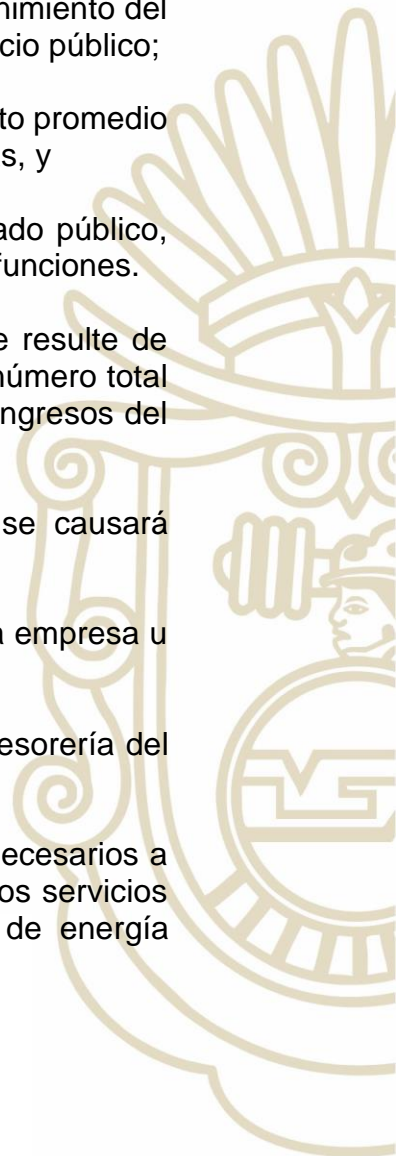 nimiento del
cio público;
to promedio
s, y
ado público,
funciones.
e resulte de
número total
ngresos del
se causará
a empresa u
esorería del
ecesarios a
os servicios
de energía